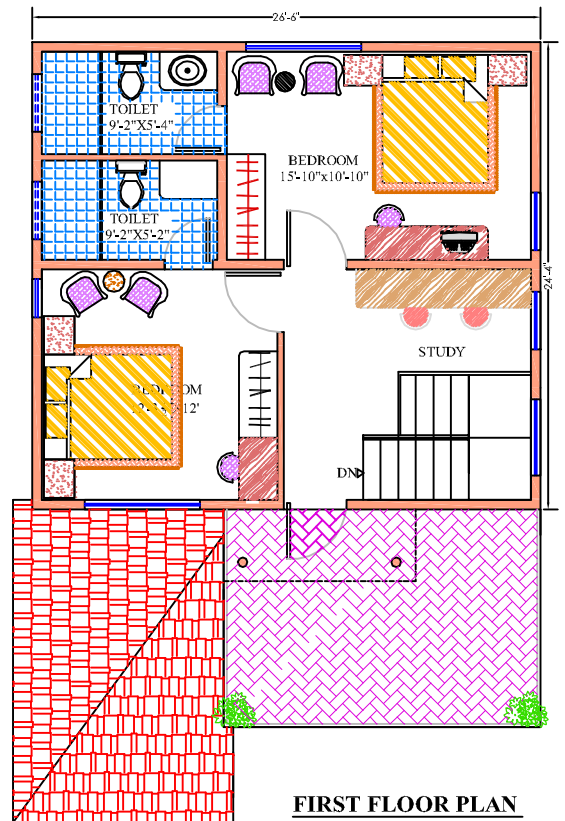 26'-6"
TOILET
9'-2"X5'-4"
BEDROOM
15'-10"x10'-10"
TOILET
9'-2"X5'-2"
24'-4"
STUDY
DN
FIRST FLOOR PLAN